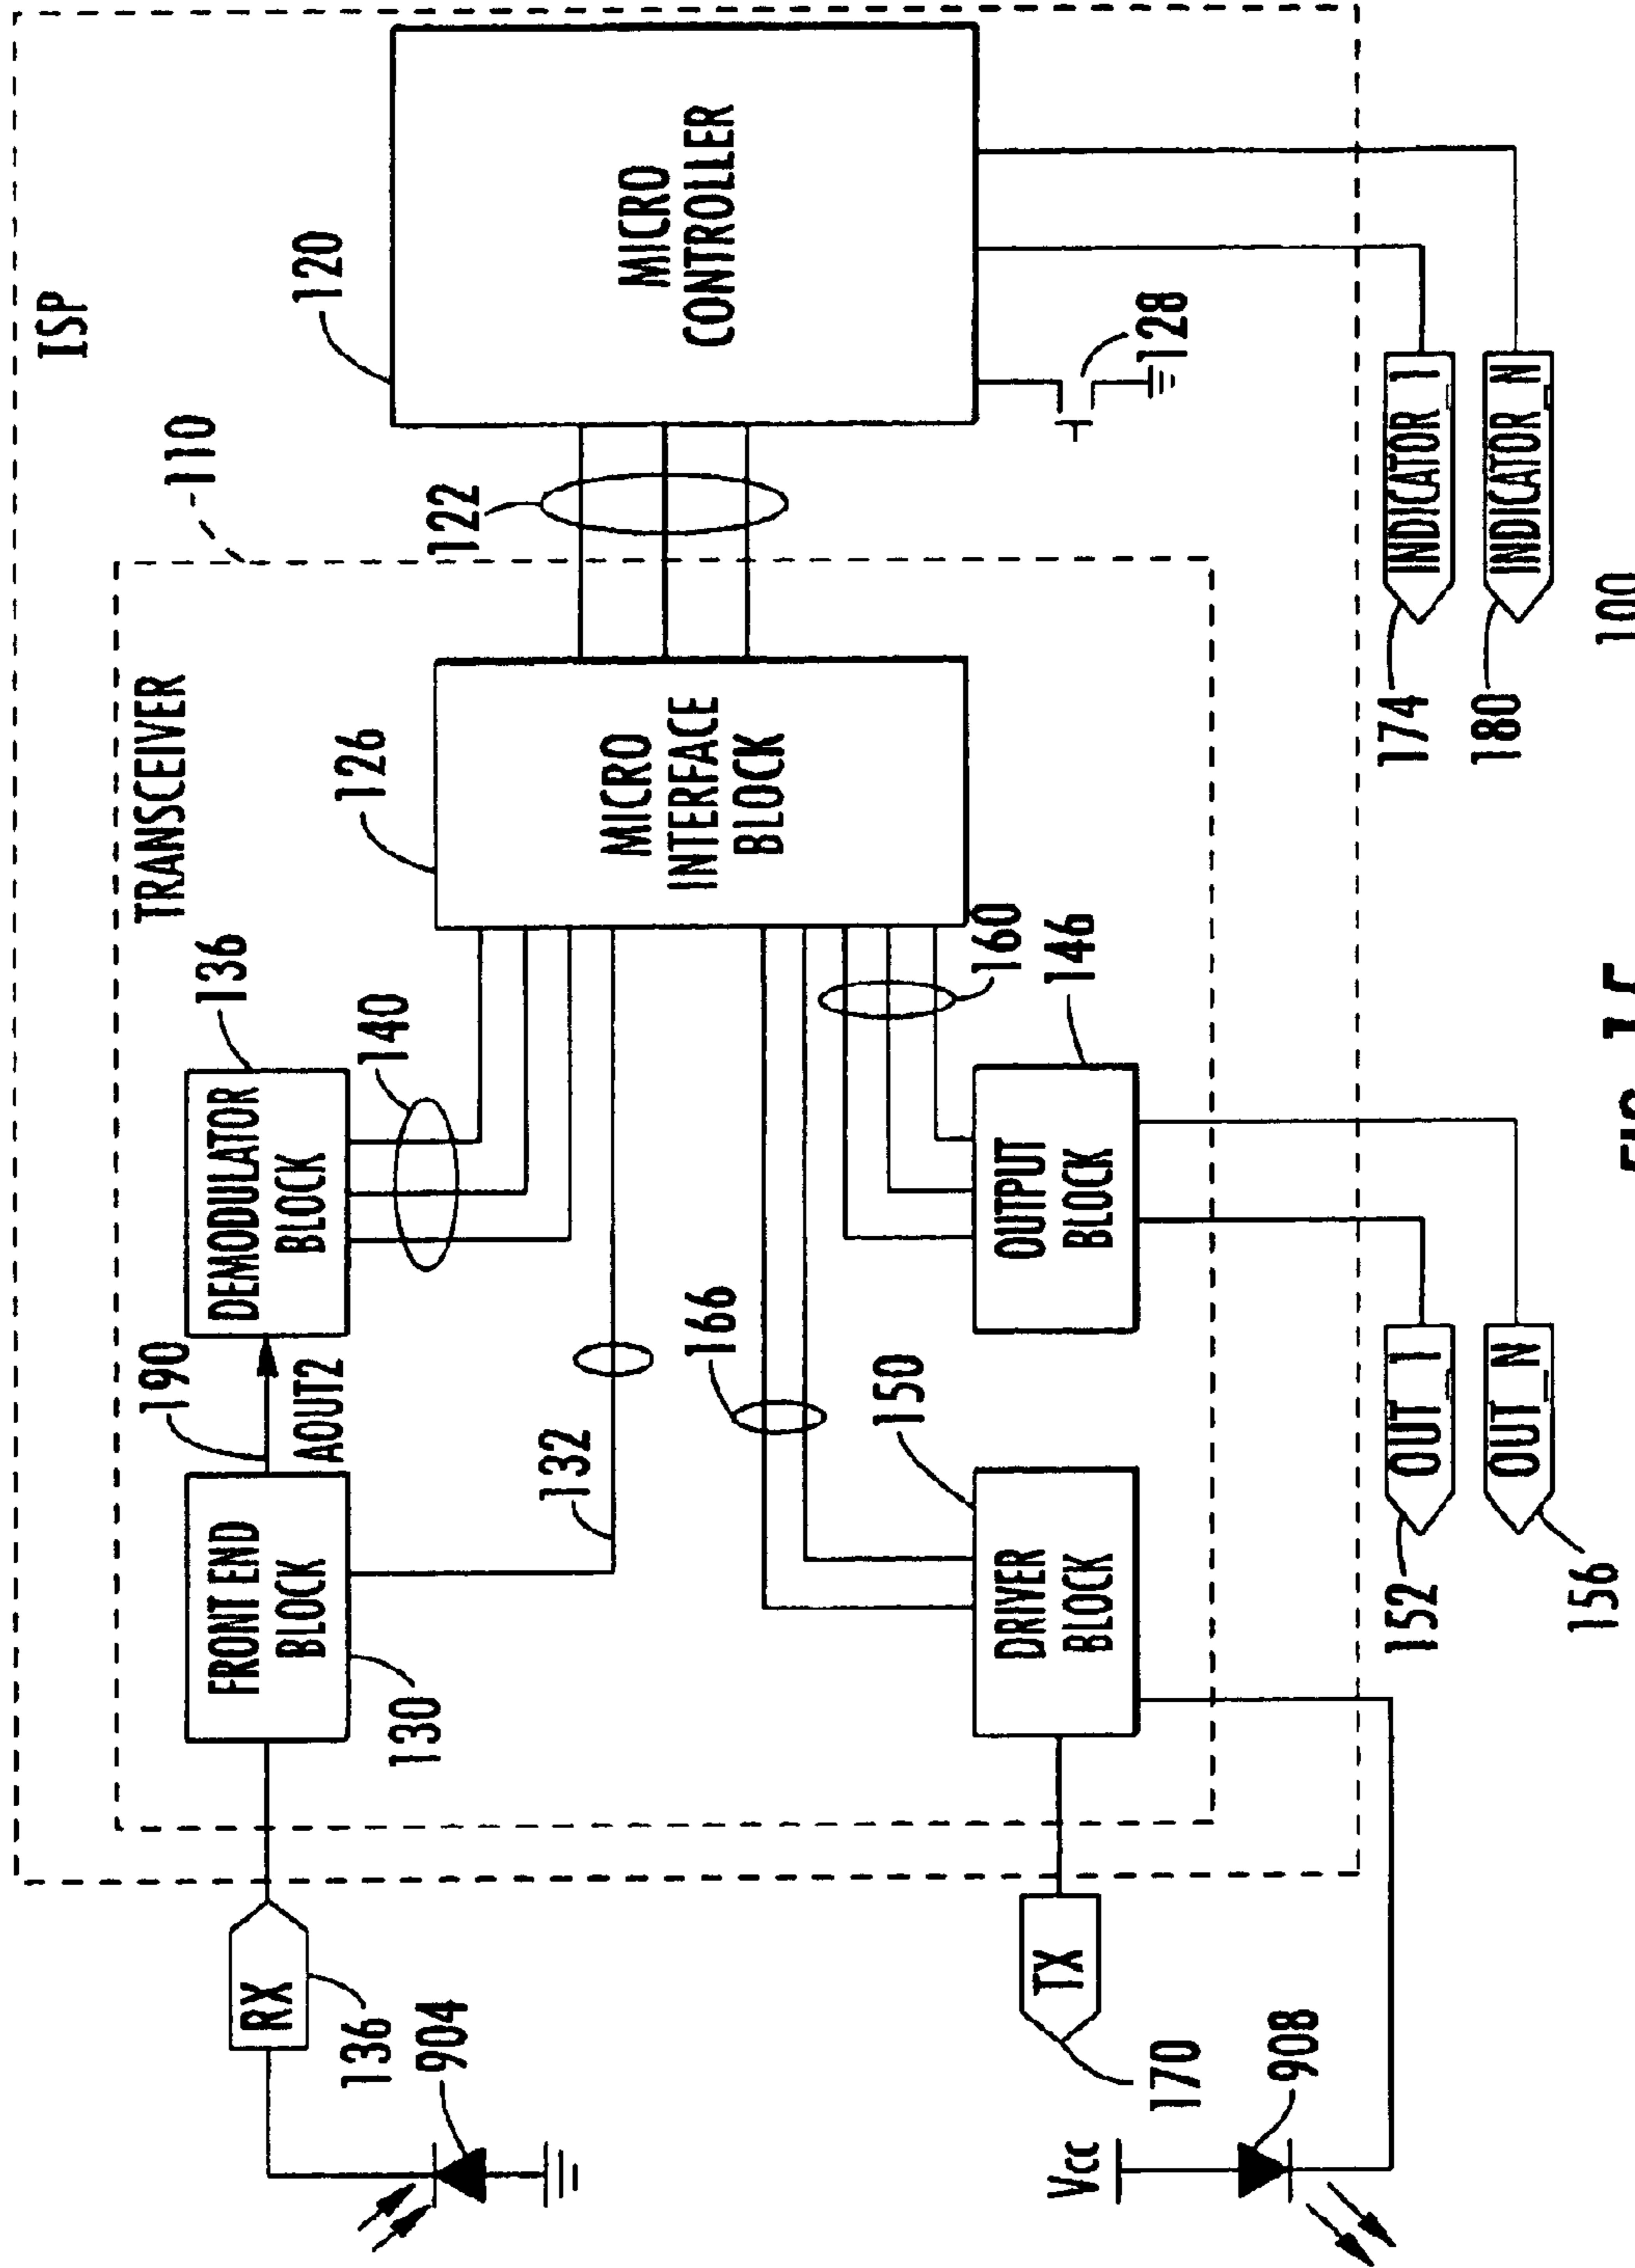 ISP
TRANSCEIVER
110
190
136
RX
FRONT END
BLOCK
AOUT2
DEMODULATOR
BLOCK
120
136
130
140
126
904
122
132
MICRO
INTERFACE
BLOCK
MICRO
CONTROLLER
166
150
160
146
128
Vcc
TX
DRIVER
BLOCK
OUTPUT
BLOCK
170
908
152
OUT_1
174
INDICATOR_1
OUT_N
180
INDICATOR_N
156
100